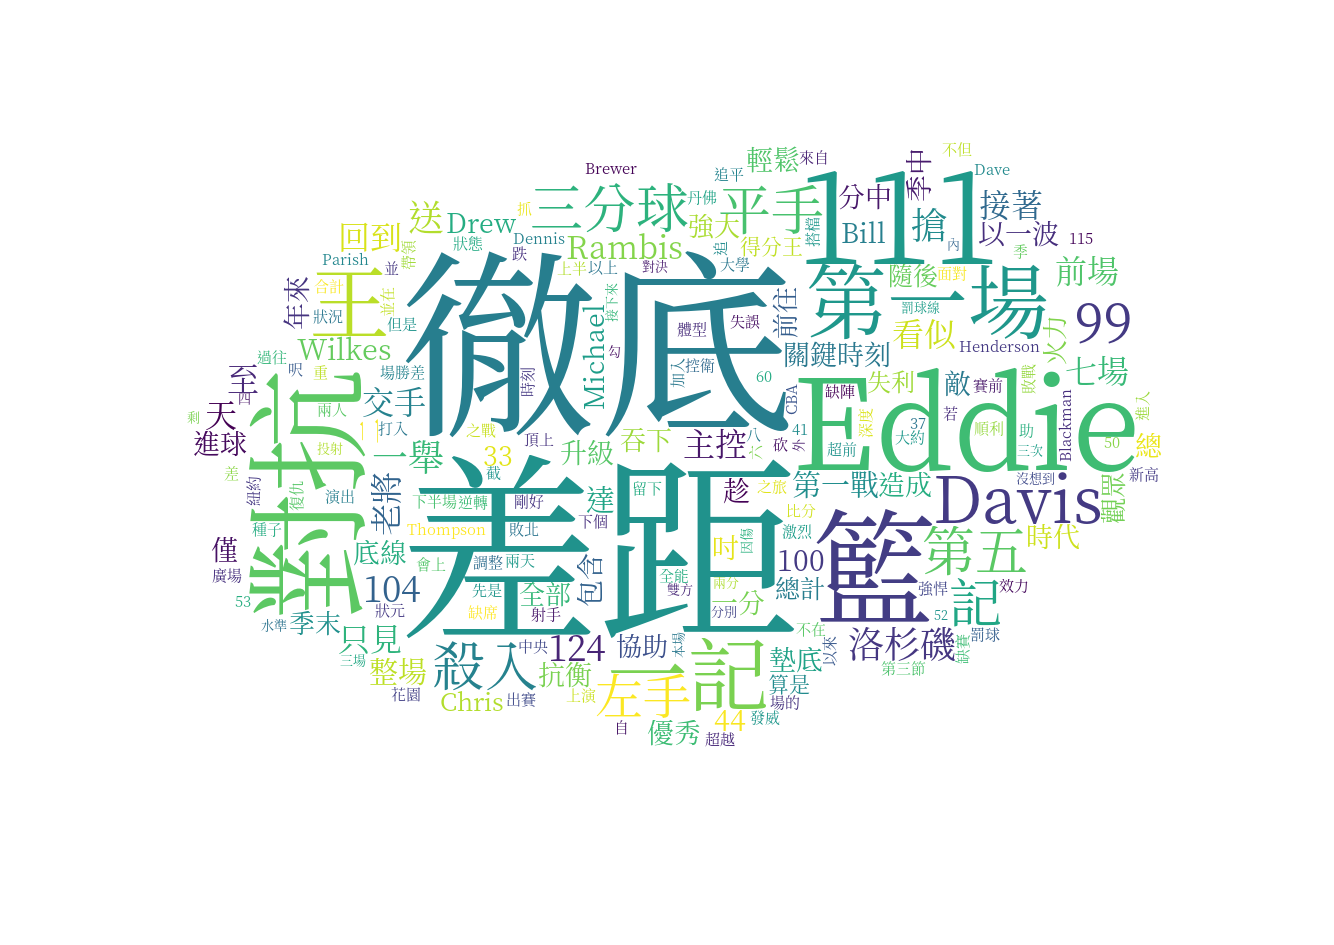 徹底
差距
Eddie
111
對抗
籃
第一場
Davis
王
記
三分球
平手
99
左手
殺入
第五
記
洛杉磯
104
124
100
Rambis
Drew
Wilkes
Michael
Bill
Chris
送
回到
年來
至
天
進球
交手
一舉
老將
僅
底線
季末
只見
整場
33
升級
吞下
主控
達
包含
全部
協助
抗衡
優秀
44
墊底
算是
總計
一分
吋
趁
第一戰
造成
觀眾
時代
總
七場
火力
前場
以一波
接著
搶
季中
分中
輕鬆
強天
得分王
隨後
看似
關鍵時刻
前往
敵
失利
Brewer
來自
追平
丹佛
不但
Dave
抓
Dennis
狀態
帶領
Parish
並
跌
上半
以上
對決
追
大學
搭檔
內
季
115
面對
罰球線
Henderson
合計
並在
狀況
但是
接下來
體型
失誤
勾
加入
控衛
60
時刻
過往
呎
重
場勝差
西
兩人
打入
剩
投射
之戰
頂上
11
差
紐約
復仇
演出
截
下半場
逆轉
剛好
留下
之旅
種子
Thompson
敗北
下個
廣場
會上
調整
兩天
53
狀元
先是
缺席
射手
全能
雙方
兩分
分別
因傷
比分
激烈
水準
三場
中央
花園
出賽
上演
本場
自
超越
發威
場的
不在
以來
第三節
缺賽
罰球
52
強悍
效力
CBA
缺陣
賽前
敗戰
Blackman
進入
若
深度
37
大約
順利
助
三次
50
41
八
六
外
砍
超前
沒想到
新高